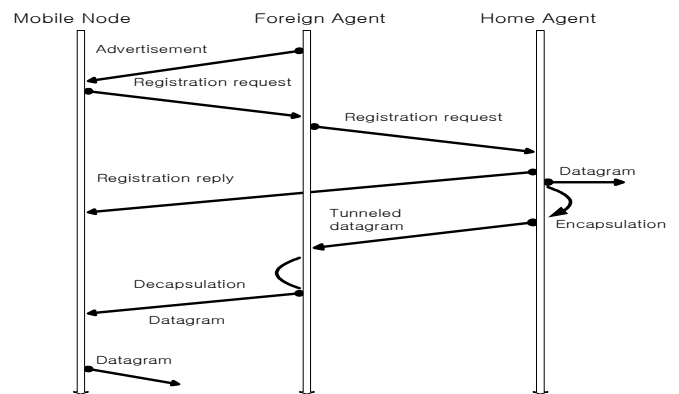 Mobile Node
Foreign Agent
Home Agent
Advertisement
Registration request
Registration request
Datagram
Registration reply
Tunneled
datagram
Encapsulation
Decapsulation
Datagram
Datagram